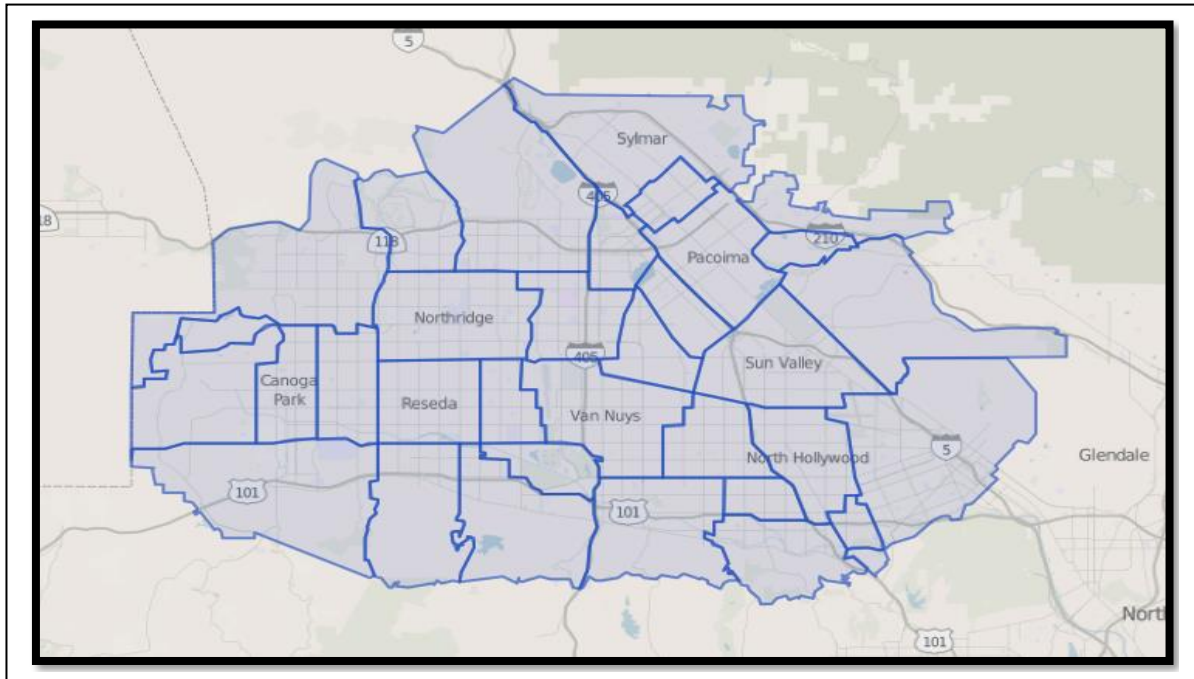 5
Sylmar
405
18
118
210
Pacoima
Northridge
405
Sun Valley
Canoga
Park
Reseda
Van Nuys
North Hollywood
5
Glendale
101
101
North
101